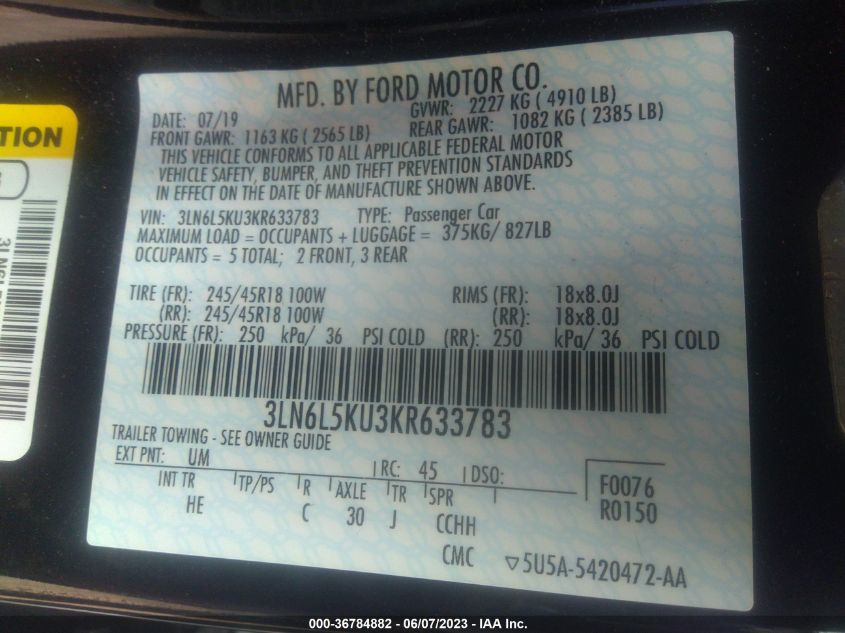 MFD. BY FORD MOTOR CO.
DATE: 07/19 GVWR: 2227 KG ( 4910 LB)
FRONT GAWR: 1163 KG ( 2565 LB) REAR GAWR: 1082 KG ( 2385 LB)
THIS VEHICLE CONFORMS TO ALL APPLICABLE FEDERAL MOTOR
VEHICLE SAFETY, BUMPER, AND THEFT PREVENTION STANDARDS
IN EFFECT ON THE DATE OF MANUFACTURE SHOWN ABOVE.
VIN: 3LN6L5KU3KR633783 TYPE: Passenger Car
MAXIMUM LOAD = OCCUPANTS + LUGGAGE = 375KG/ 827LB
OCCUPANTS = 5 TOTAL; 2 FRONT, 3 REAR
TIRE (FR): 245/45R18 100W RIMS (FR): 18x8.0J
(RR): 245/45R18 100W (RR): 18x8.0J
PRESSURE (FR): 250 kPa/ 36 PSI COLD (RR): 250 kPa/ 36 PSI COLD
3LN6L5KU3KR633783
TRAILER TOWING - SEE OWNER GUIDE
EXT PNT: UM RC: 45 DSO:
INT TR TP/PS R AXLE TR SPR F0076
HE C 30 J CCHH R0150
CMC 5U5A-5420472-AA
TION
000-36784882 - 06/07/2023 - IAA Inc.